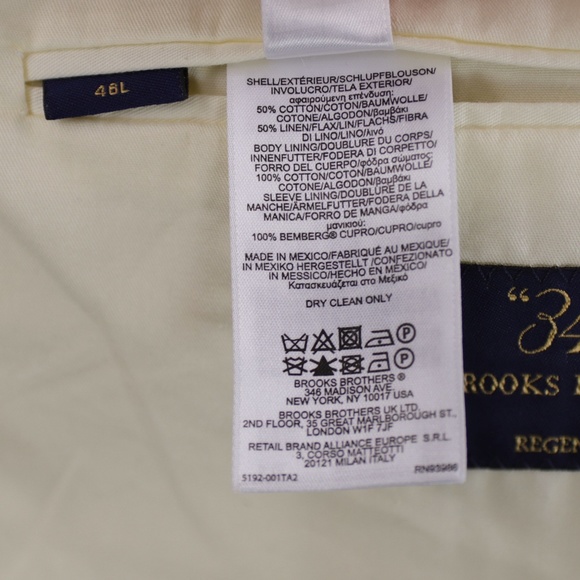 46L
SHELL/EXTÉRIEUR/SCHLUPFBLOUSON/
INVOLUCRO/TELA EXTERIOR/
αφαιρούμενη επένδυση:
50% COTTON/COTON/BAUMWOLLE/
COTONE/ALGODON/βαμβάκι
50% LINEN/FLAX/LIN/FLACHS/FIBRA
DI LINO/LINO/λινό
BODY LINING/DOUBLURE DU CORPS/
INNENFUTTER/FODERA DI CORPETTO/
FORRO DEL CUERPO/φόδρα σώματος:
100% COTTON/COTON/BAUMWOLLE/
COTONE/ALGODON/βαμβάκι
SLEEVE LINING/DOUBLURE DE LA
MANCHE/ÄRMELFUTTER/FODERA DELLA
MANICA/FORRO DE MANGA/φόδρα
μανικιού:
100% BEMBERG® CUPRO/CUPRO/cupro
MADE IN MEXICO/FABRIQUÉ AU MEXIQUE/
IN MEXIKO HERGESTELLT /CONFEZIONATO
IN MESSICO/HECHO EN MÉXICO/
Κατασκευάζεται στο Μεξικό
DRY CLEAN ONLY
P
P
BROOKS BROTHERS®
346 MADISON AVE.
NEW YORK, NY 10017 USA
BROOKS BROTHERS UK LTD.
2ND FLOOR, 35 GREAT MARLBOROUGH ST.,
LONDON W1F 7JF
RETAIL BRAND ALLIANCE EUROPE S.R.L.
3, CORSO MATTEOTTI
20121 MILAN ITALY
S192-001TA2 RN93986
"34
ROOKS
REGEN